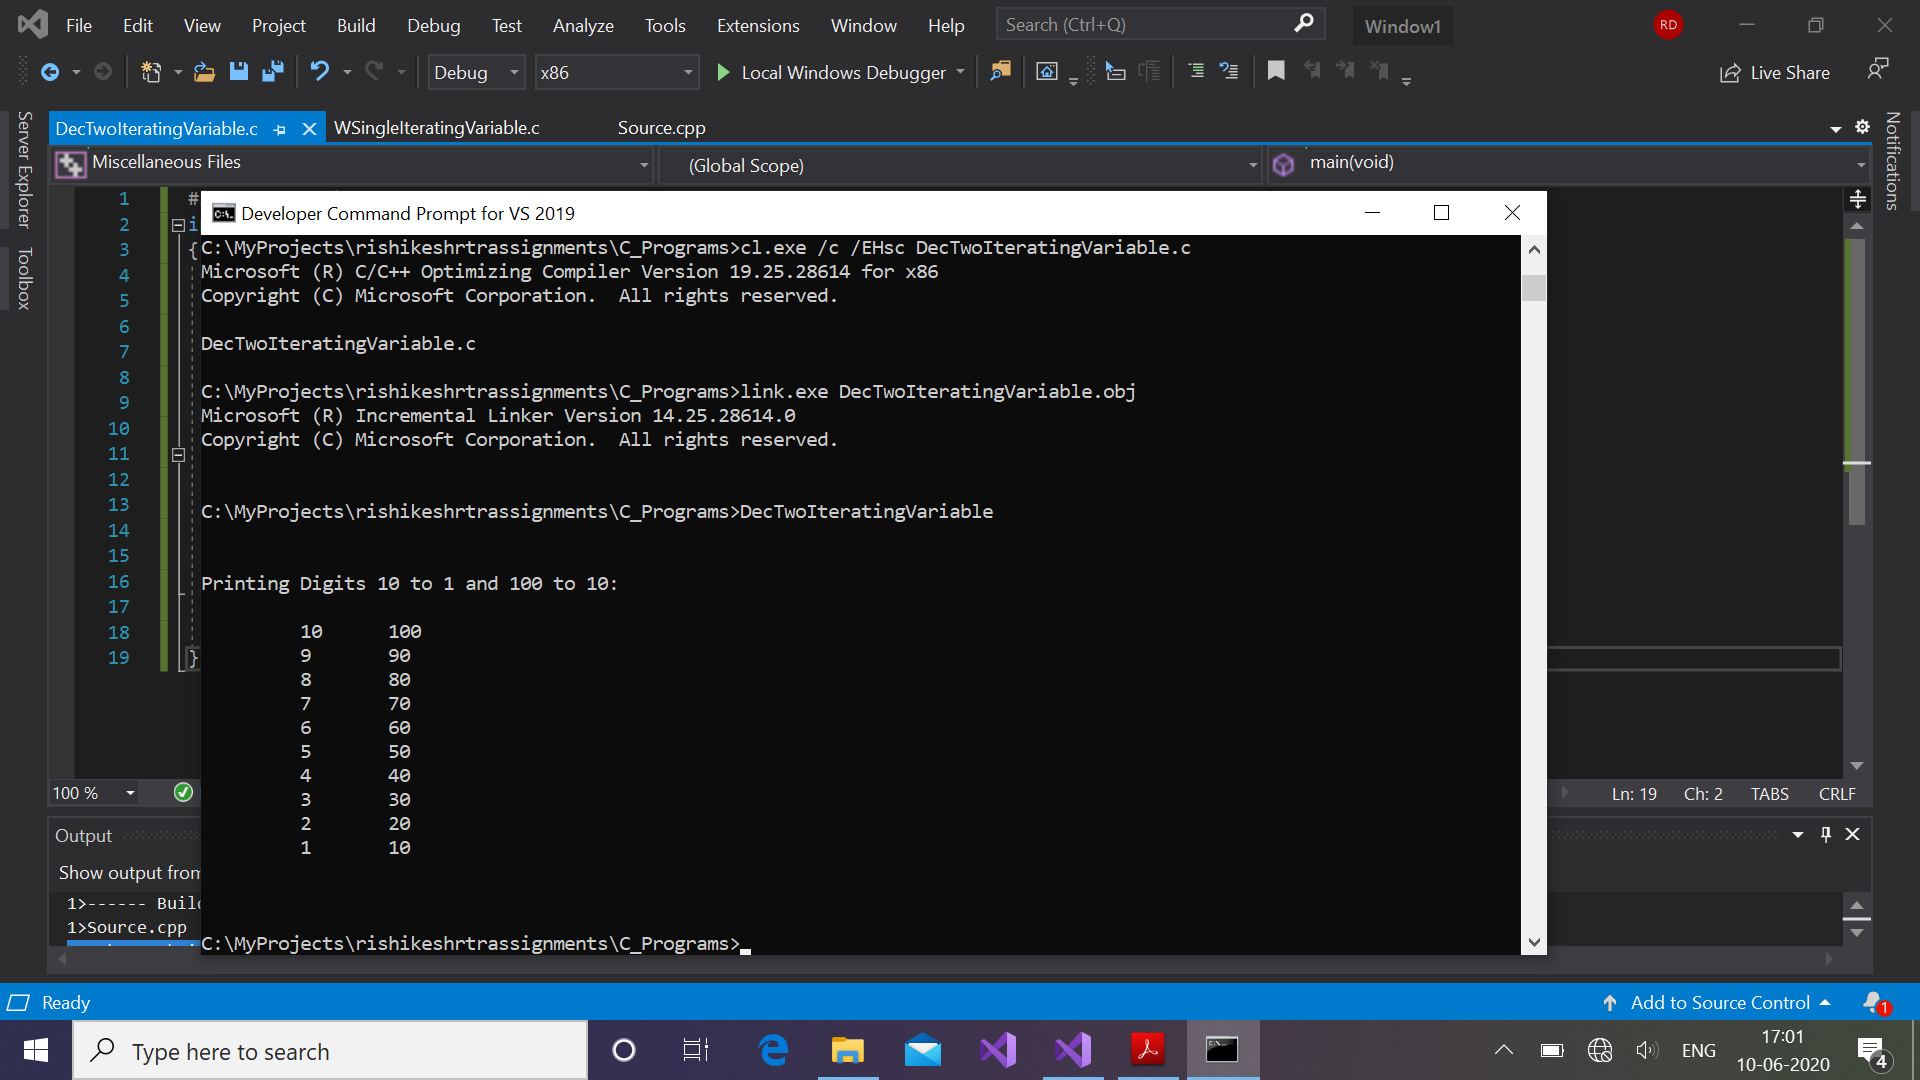 File Edit View Project Build Debug Test Analyze Tools Extensions Window Help Search (Ctrl+Q) Window1 RD
Debug x86 Local Windows Debugger Live Share
Server Explorer
Toolbox
Notifications
DecTwoIteratingVariable.c WSingleIteratingVariable.c Source.cpp
Miscellaneous Files (Global Scope) main(void)
1 #
2 i
3 {
4
5
6
7
8
9
10
11
12
13
14
15
16
17
18
19 }
Developer Command Prompt for VS 2019
C:\MyProjects\rishikeshrtrassignments\C_Programs>cl.exe /c /EHsc DecTwoIteratingVariable.c
Microsoft (R) C/C++ Optimizing Compiler Version 19.25.28614 for x86
Copyright (C) Microsoft Corporation.  All rights reserved.
DecTwoIteratingVariable.c
C:\MyProjects\rishikeshrtrassignments\C_Programs>link.exe DecTwoIteratingVariable.obj
Microsoft (R) Incremental Linker Version 14.25.28614.0
Copyright (C) Microsoft Corporation.  All rights reserved.
C:\MyProjects\rishikeshrtrassignments\C_Programs>DecTwoIteratingVariable
Printing Digits 10 to 1 and 100 to 10:
10 100
9 90
8 80
7 70
6 60
5 50
4 40
3 30
2 20
1 10
C:\MyProjects\rishikeshrtrassignments\C_Programs>
100 % Ln: 19 Ch: 2 TABS CRLF
Output
Show output from
1>------ Build
1>Source.cpp
Ready Add to Source Control 1
Type here to search ENG 17:01
10-06-2020 4